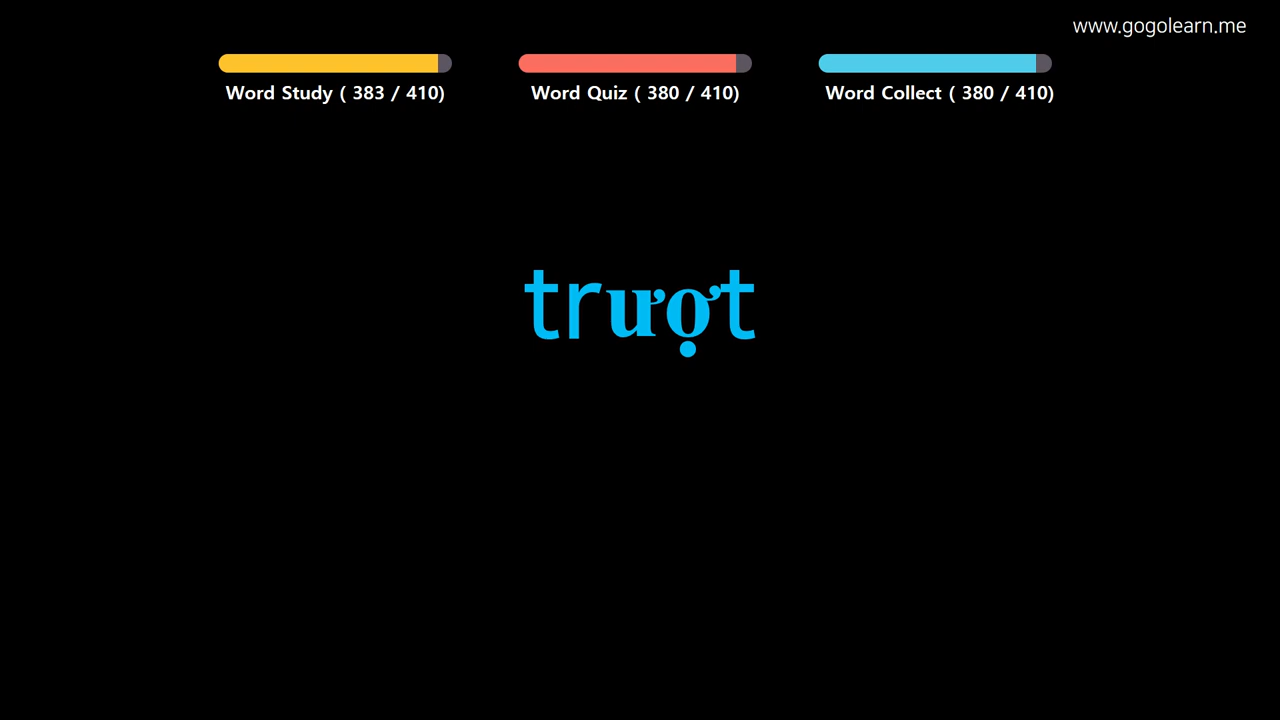 www.gogolearn.me
Word Study ( 383 / 410)
Word Quiz ( 380 / 410)
Word Collect ( 380 / 410)
trượt